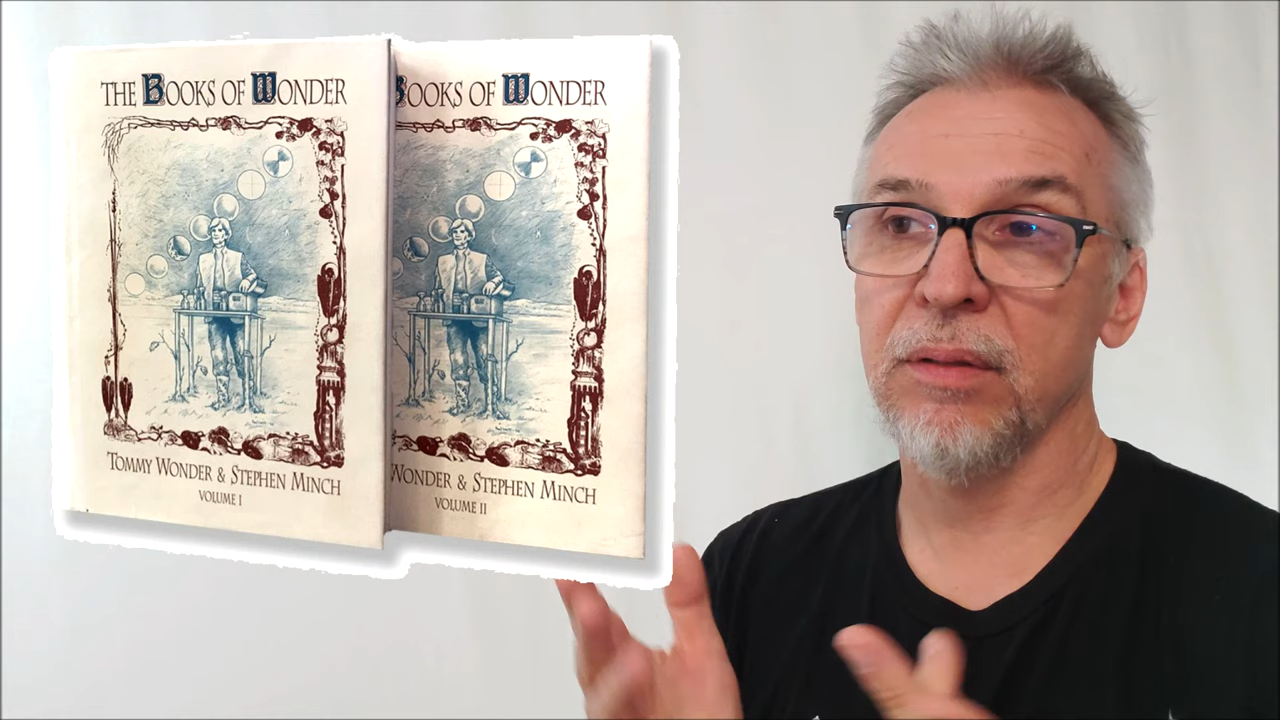 THE BOOKS OF WONDER
TOMMY WONDER & STEPHEN MINCH
VOLUME I
BOOKS OF WONDER
WONDER & STEPHEN MINCH
VOLUME II